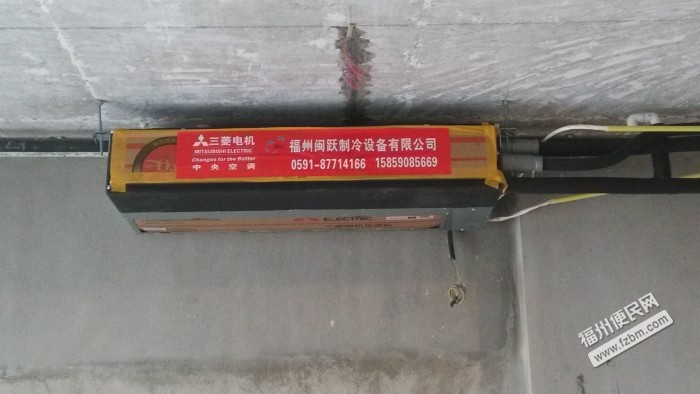 三菱电机
MITSUBISHI ELECTRIC
Changes for the Better
中央空调
福州闽跃制冷设备有限公司
0591-87714166 15859085669
ELECTRIC
福州便民网
www.fzbm.com